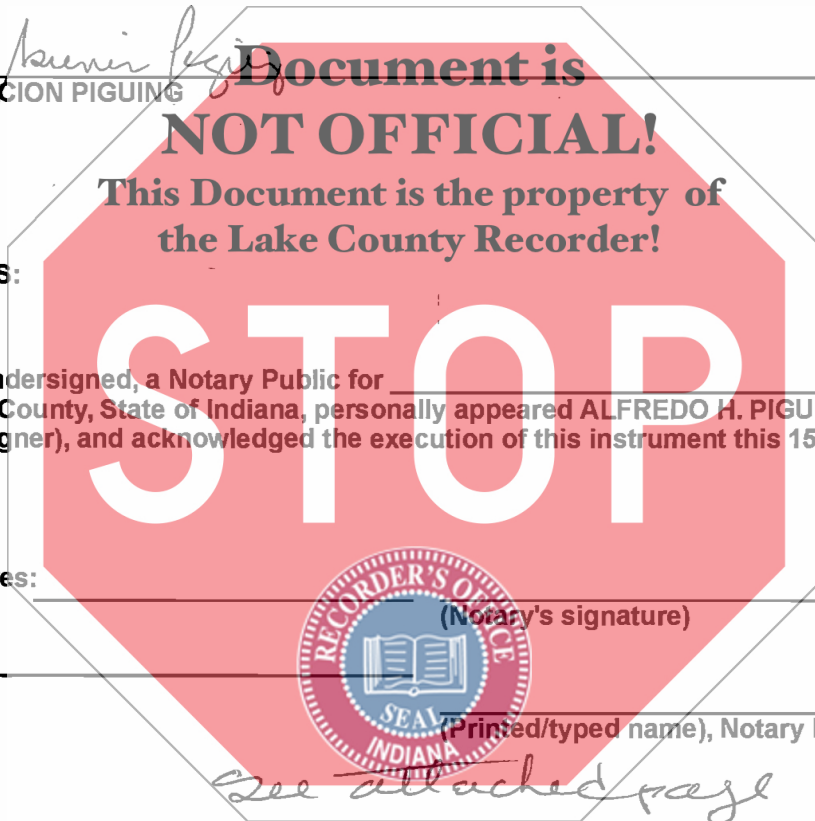 Document is
CION PIGUING
NOT OFFICIAL!
This Document is the property of
the Lake County Recorder!
S:
STOP
dersigned, a Notary Public for
County, State of Indiana, personally appeared ALFREDO H. PIGU
gner), and acknowledged the execution of this instrument this 15
es:
RECORDER'S OFFICE
(Notary's signature)
SEAL
(Printed/typed name), Notary
INDIANA
See attached page